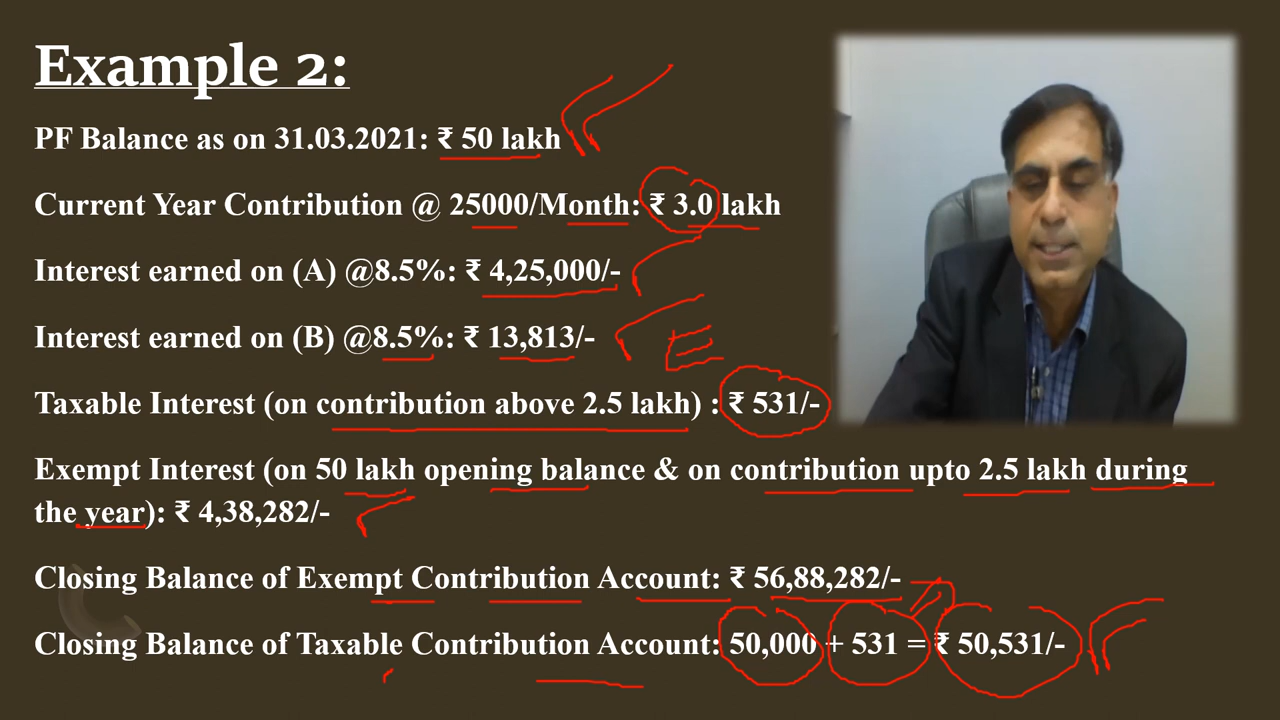 Example 2:
PF Balance as on 31.03.2021: ₹ 50 lakh
Current Year Contribution @ 25000/Month: ₹ 3.0 lakh
Interest earned on (A) @8.5%: ₹ 4,25,000/-
Interest earned on (B) @8.5%: ₹ 13,813/-
Taxable Interest (on contribution above 2.5 lakh) : ₹ 531/-
Exempt Interest (on 50 lakh opening balance & on contribution upto 2.5 lakh during
the year): ₹ 4,38,282/-
Closing Balance of Exempt Contribution Account: ₹ 56,88,282/-
Closing Balance of Taxable Contribution Account: 50,000 + 531 = ₹ 50,531/-